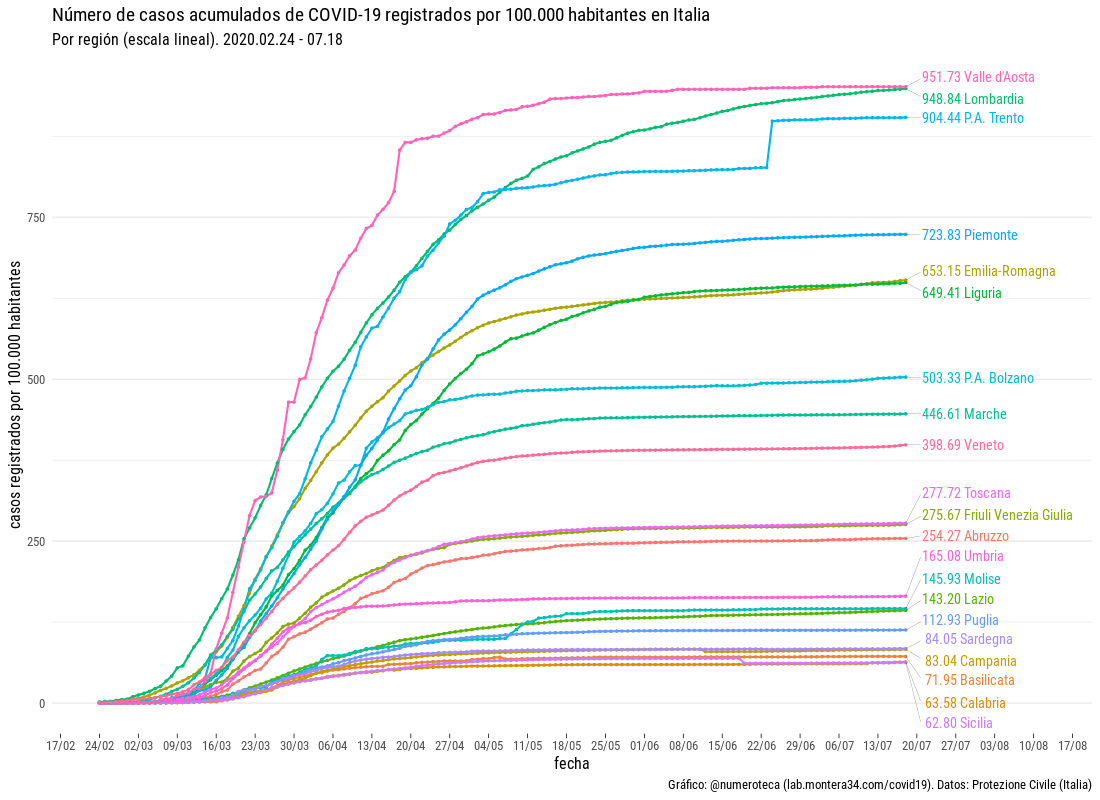 Número de casos acumulados de COVID-19 registrados por 100.000 habitantes en Italia
Por región (escala lineal). 2020.02.24 - 07.18
casos registrados por 100.000 habitantes
750
500
250
0
951.73 Valle d'Aosta
948.84 Lombardia
904.44 P.A. Trento
723.83 Piemonte
653.15 Emilia-Romagna
649.41 Liguria
503.33 P.A. Bolzano
446.61 Marche
398.69 Veneto
277.72 Toscana
275.67 Friuli Venezia Giulia
254.27 Abruzzo
165.08 Umbria
145.93 Molise
143.20 Lazio
112.93 Puglia
84.05 Sardegna
83.04 Campania
71.95 Basilicata
63.58 Calabria
62.80 Sicilia
17/02 24/02 02/03 09/03 16/03 23/03 30/03 06/04 13/04 20/04 27/04 04/05 11/05 18/05 25/05 01/06 08/06 15/06 22/06 29/06 06/07 13/07 20/07 27/07 03/08 10/08 17/08
fecha
Gráfico: @numeroteca (lab.montera34.com/covid19). Datos: Protezione Civile (Italia)